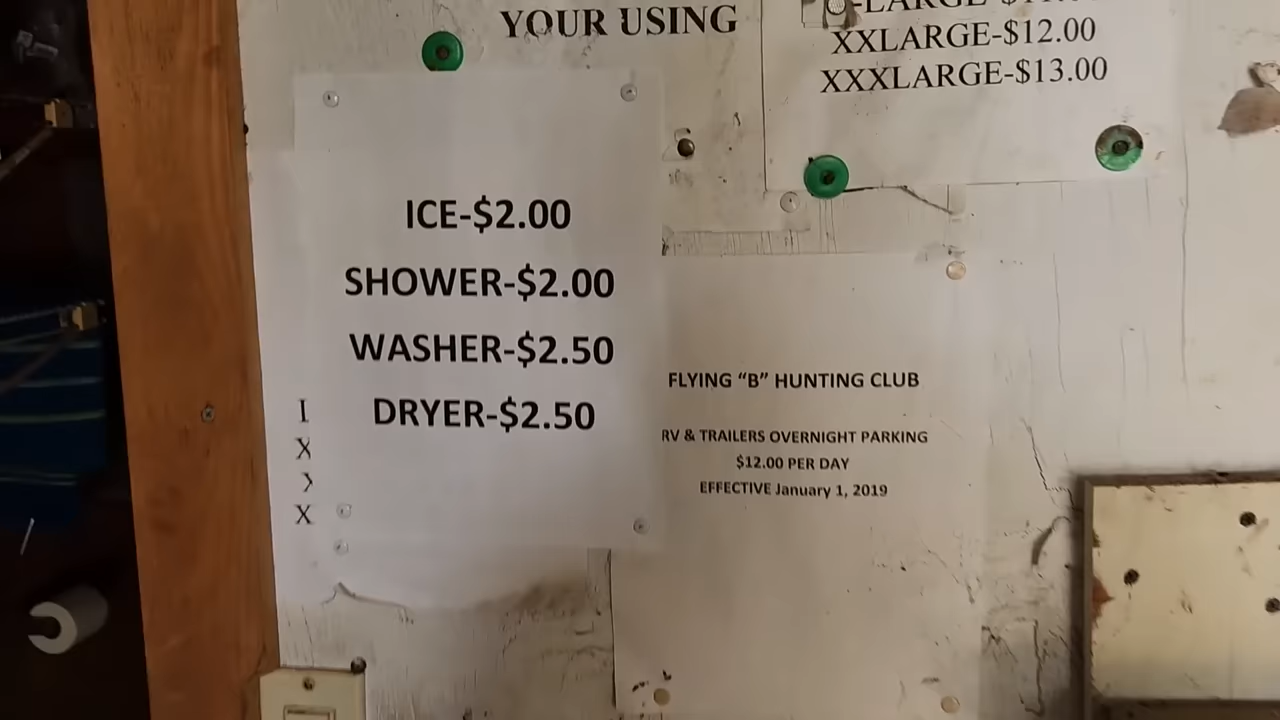 YOUR USING
XXLARGE-$12.00
XXXLARGE-$13.00
ICE-$2.00
SHOWER-$2.00
WASHER-$2.50
DRYER-$2.50
I
X
X
FLYING “B” HUNTING CLUB
RV & TRAILERS OVERNIGHT PARKING
$12.00 PER DAY
EFFECTIVE January 1, 2019